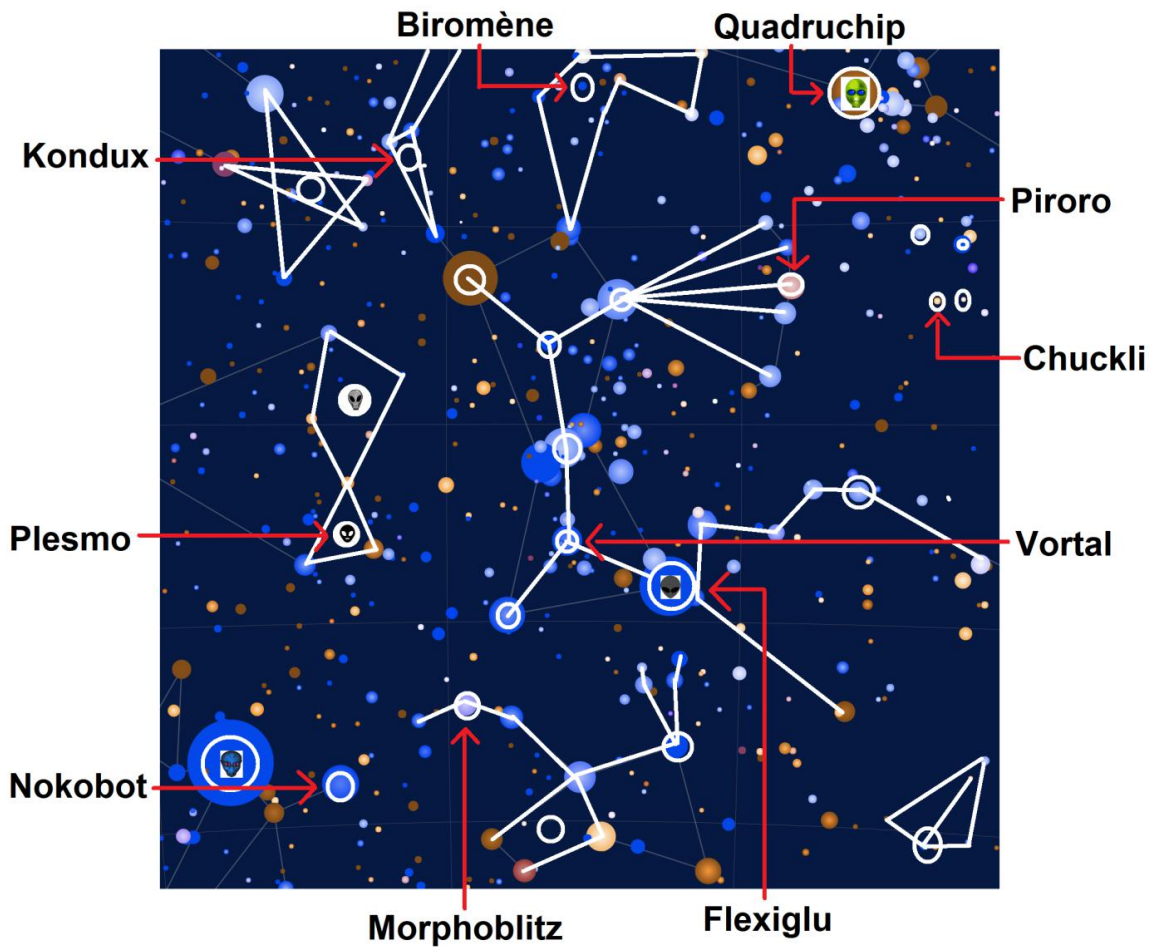 Biromène
Quadruchip
Kondux
Piroro
Chuckli
Plesmo
Vortal
Nokobot
Morphoblitz
Flexiglu